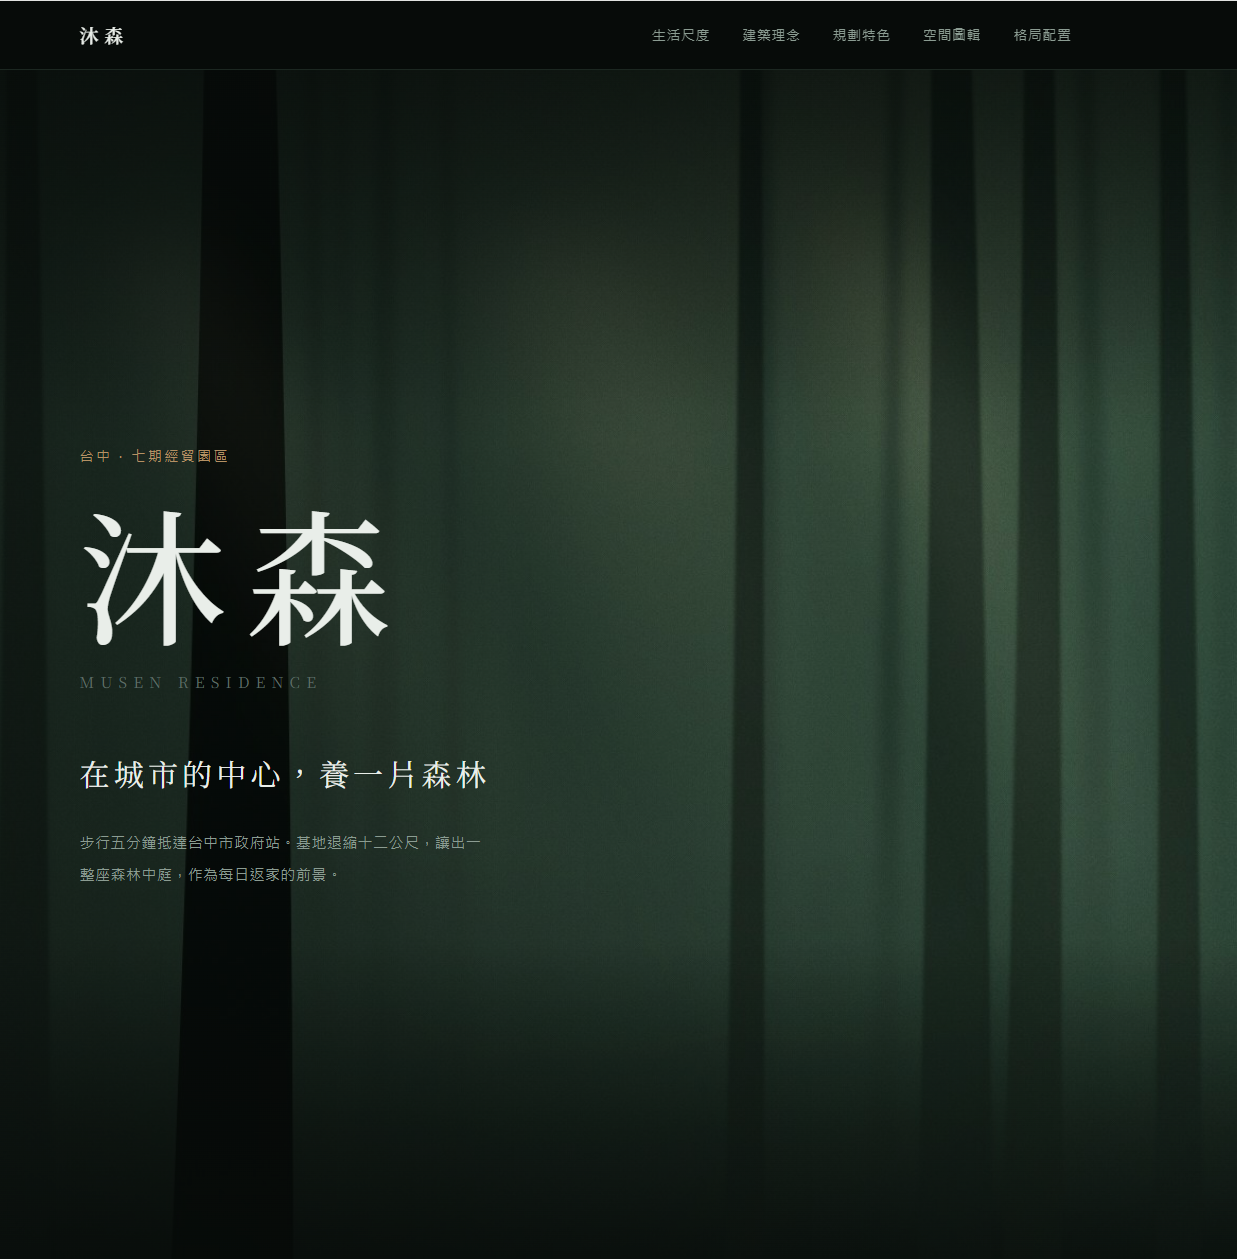 沐森
生活尺度 建築理念 規劃特色 空間圖輯 格局配置
台中 · 七期經貿園區
沐森
MUSEN RESIDENCE
在城市的中心，養一片森林
步行五分鐘抵達台中市政府站。基地退縮十二公尺，讓出一
整座森林中庭，作為每日返家的前景。